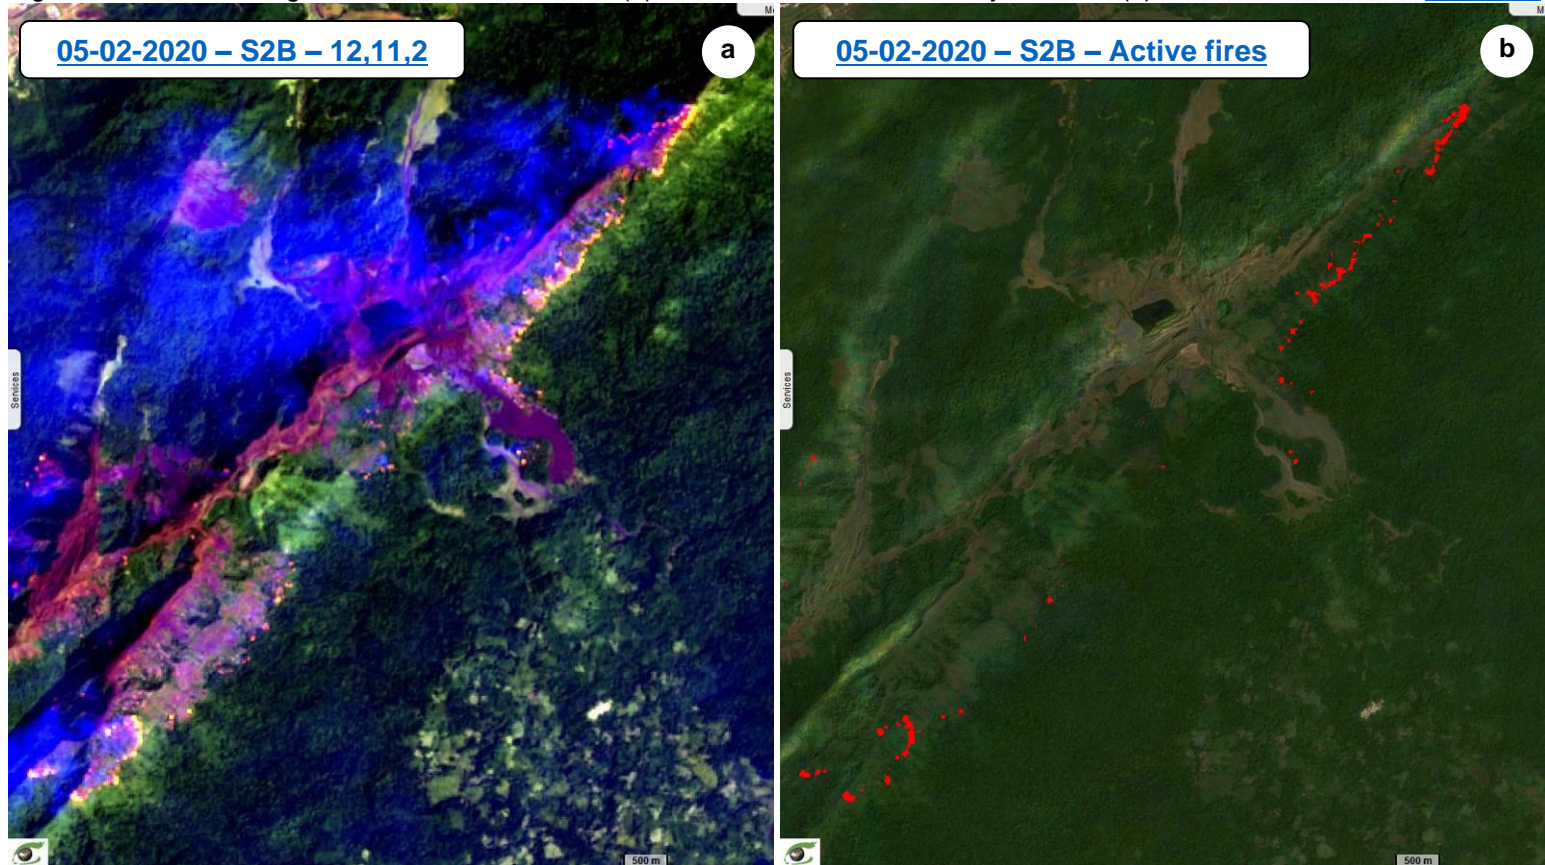 05-02-2020 – S2B – 12,11,2
a
05-02-2020 – S2B – Active fires
b
Services
Services
500 m
500 m